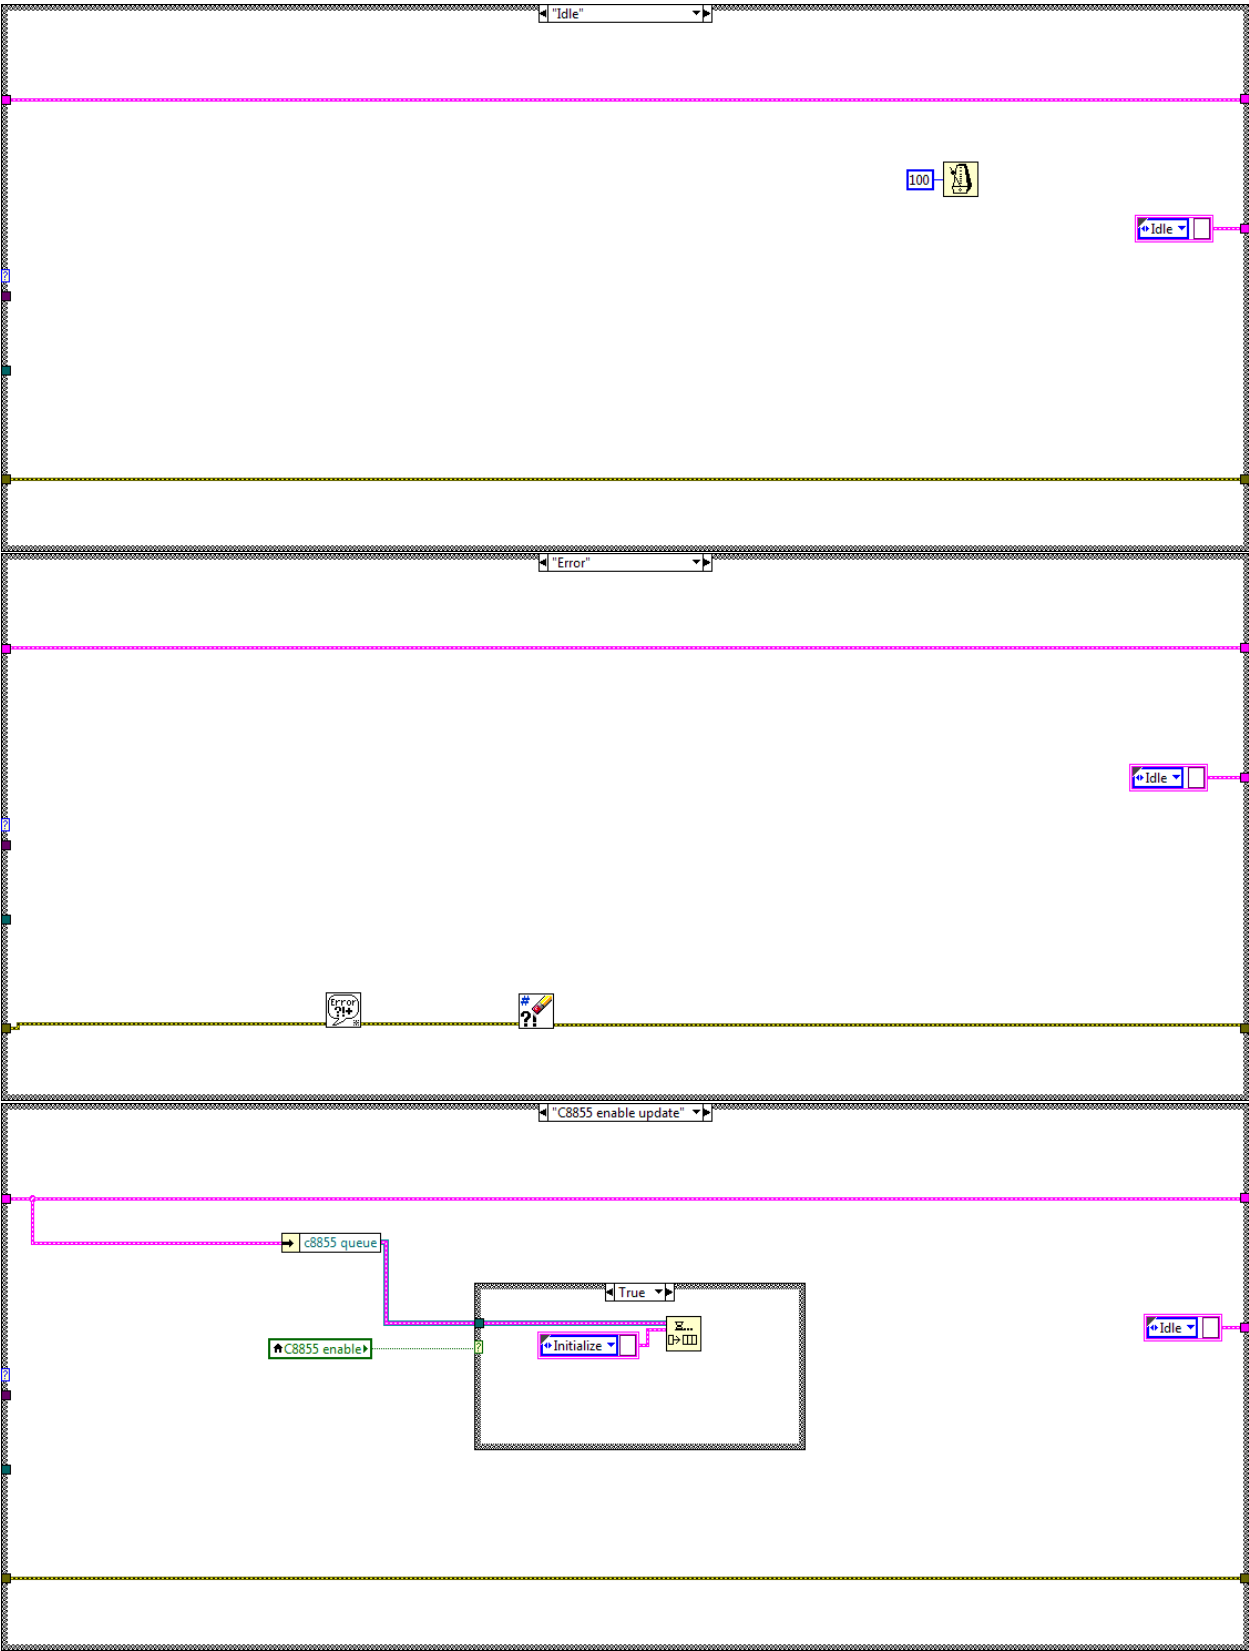 "Idle"
100
Idle
?
"Error"
Idle
?
Error
?!+
#
?!
"C8855 enable update"
c8855 queue
True
Initialize
Idle
C8855 enable
?
?